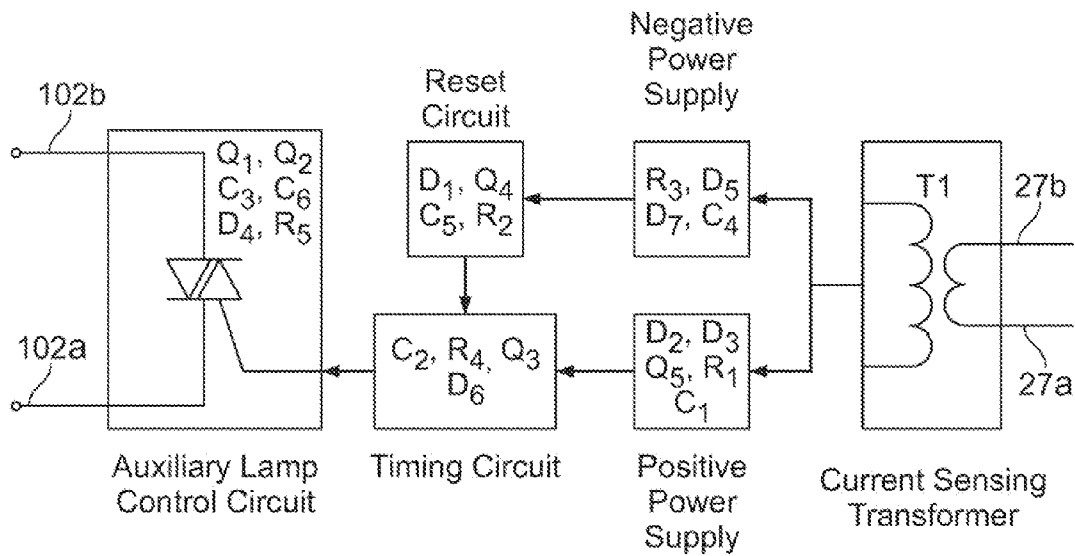 Negative
Power
Supply
Reset
Circuit
102b
Q1, Q2
C3, C6
D4, R5
D1, Q4
C5, R2
R3, D5
D7, C4
T1
27b
102a
C2, R4, Q3
D6
D2, D3
Q5, R1
C1
27a
Auxiliary Lamp
Control Circuit
Timing Circuit
Positive
Power
Supply
Current Sensing
Transformer